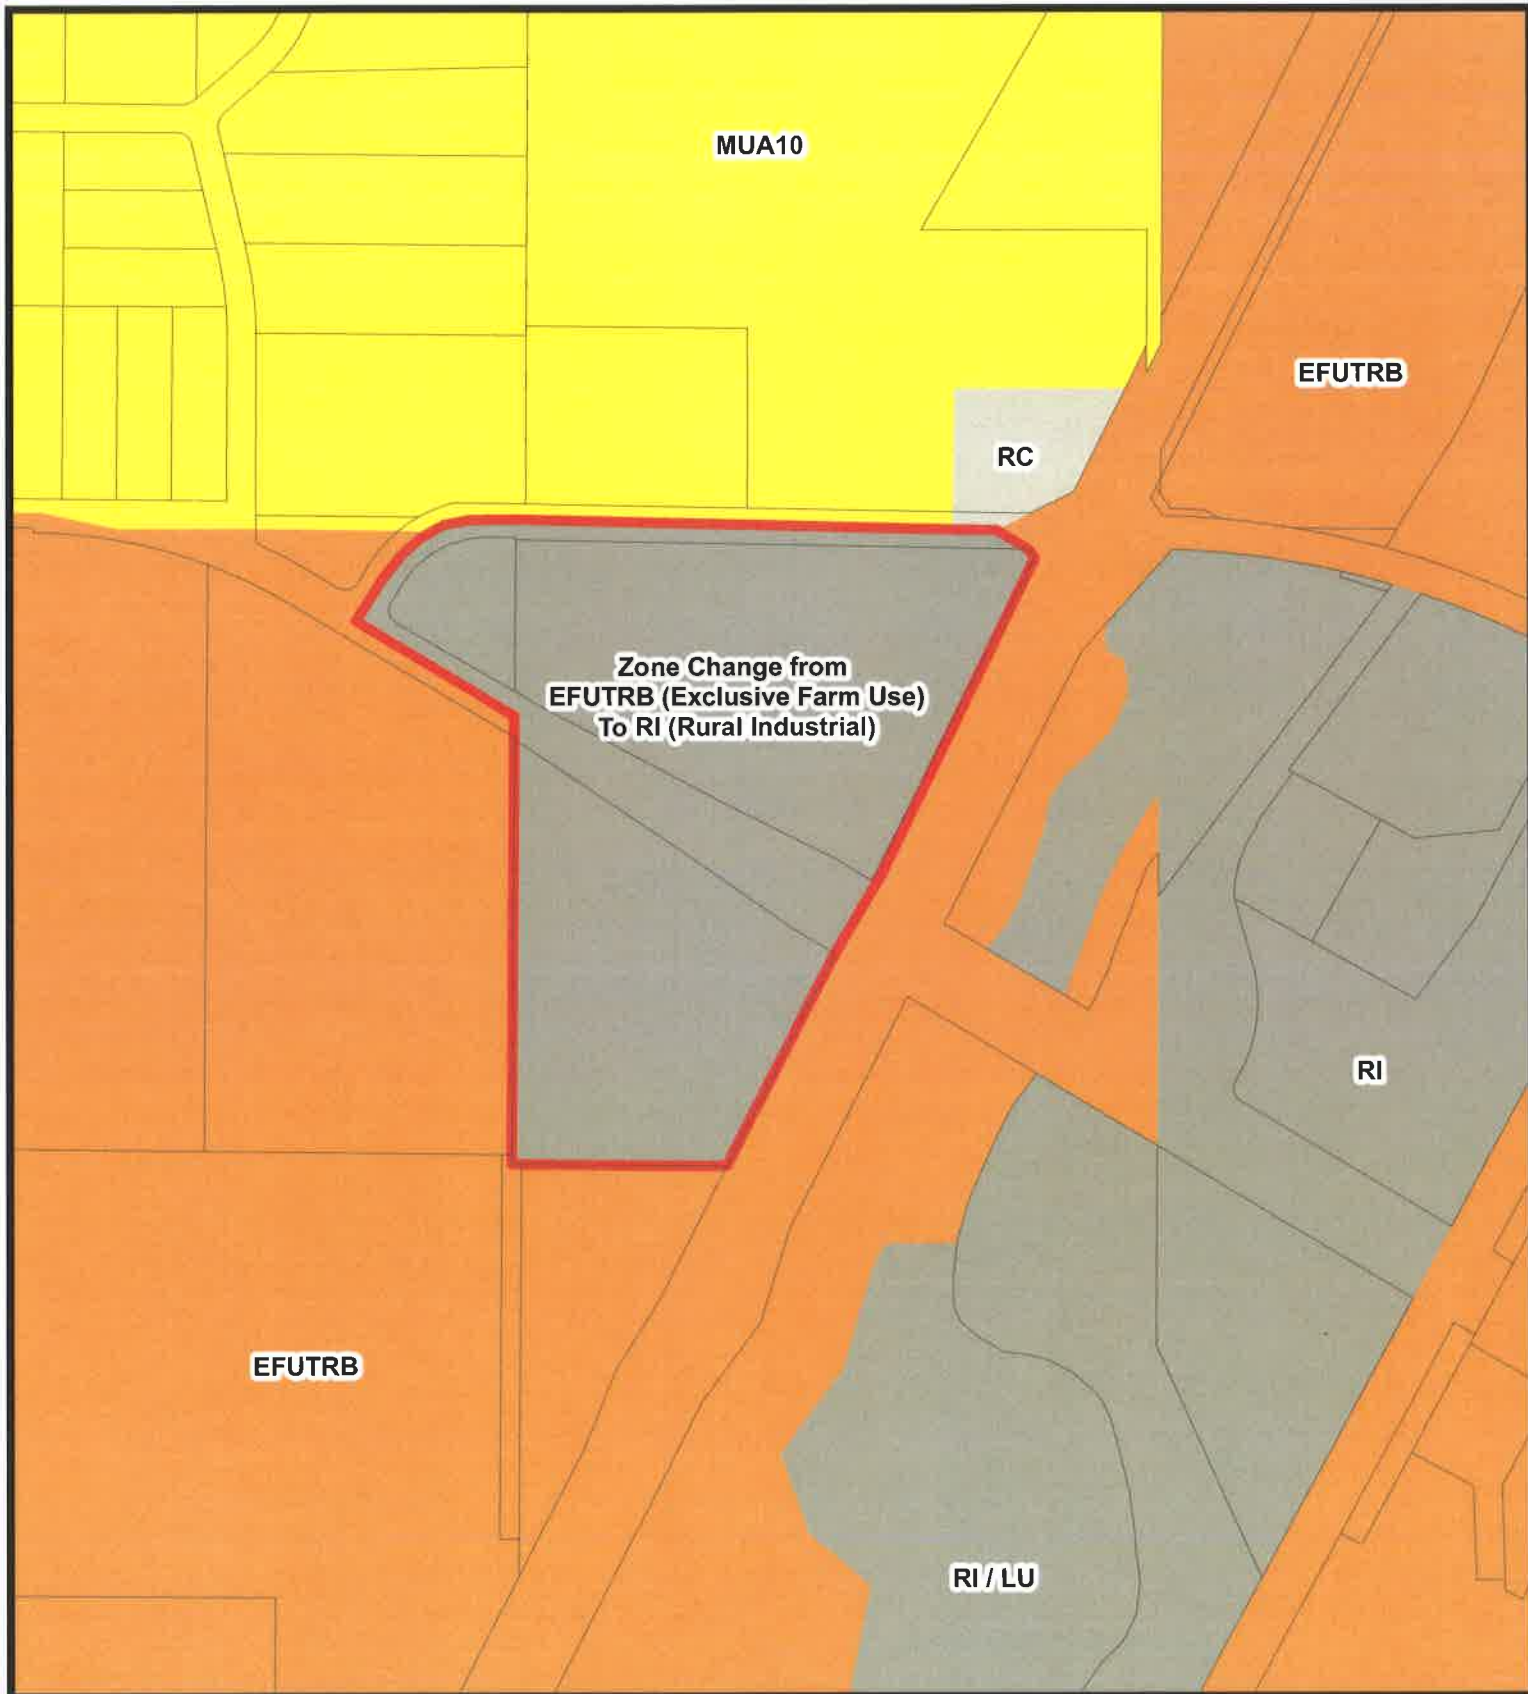 MUA10
EFUTRB
RC
Zone Change from
EFUTRB (Exclusive Farm Use)
To RI (Rural Industrial)
RI
EFUTRB
RI / LU